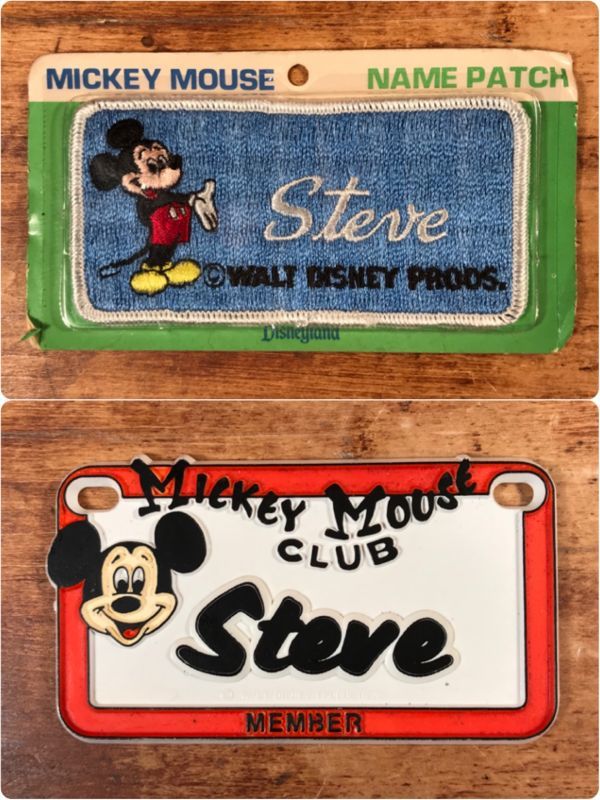 MICKEY MOUSE NAME PATCH
Steve
© WALT DISNEY PRODS.
Disneyland
MICKEY MOUSE
CLUB
Steve
MEMBER